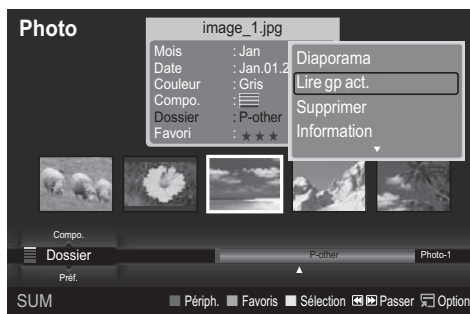 Photo
image_1.jpg
Mois : Jan
Date : Jan.01.2
Couleur : Gris
Compo. :
Dossier : P-other
Favori : ★★★
Diaporama
Lire gp act.
Supprimer
Information
Compo.
Dossier
Préf.
P-other
Photo-1
SUM
Périph. Favoris Sélection Passer Option